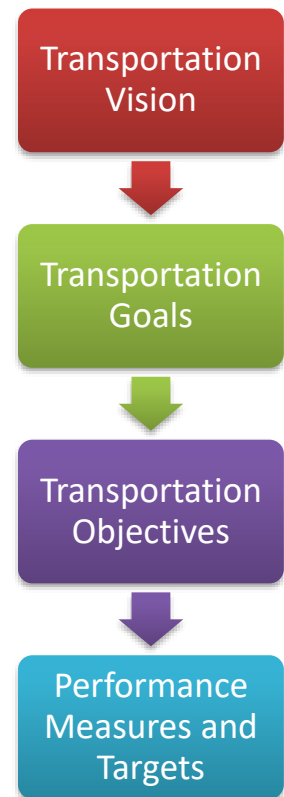 Transportation
Vision
Transportation
Goals
Transportation
Objectives
Performance
Measures and
Targets